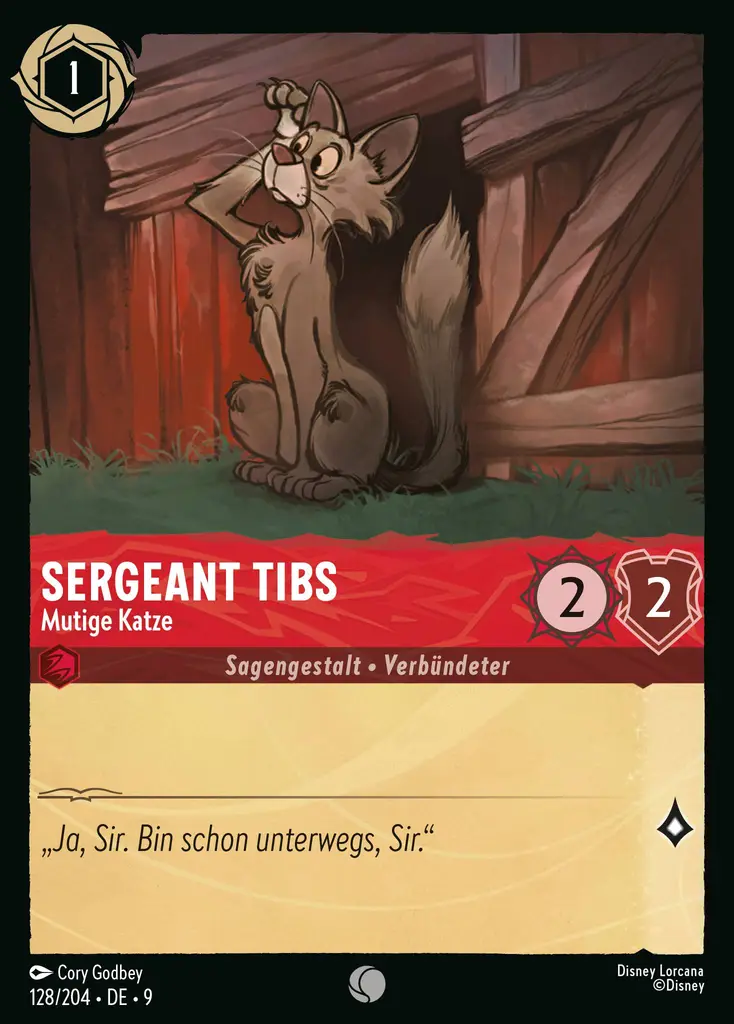 1
SERGEANT TIBS
Mutige Katze
2
2
Sagengestalt • Verbündeter
„Ja, Sir. Bin schon unterwegs, Sir.“
Cory Godbey
128/204 • DE • 9
Disney Lorcana
©Disney